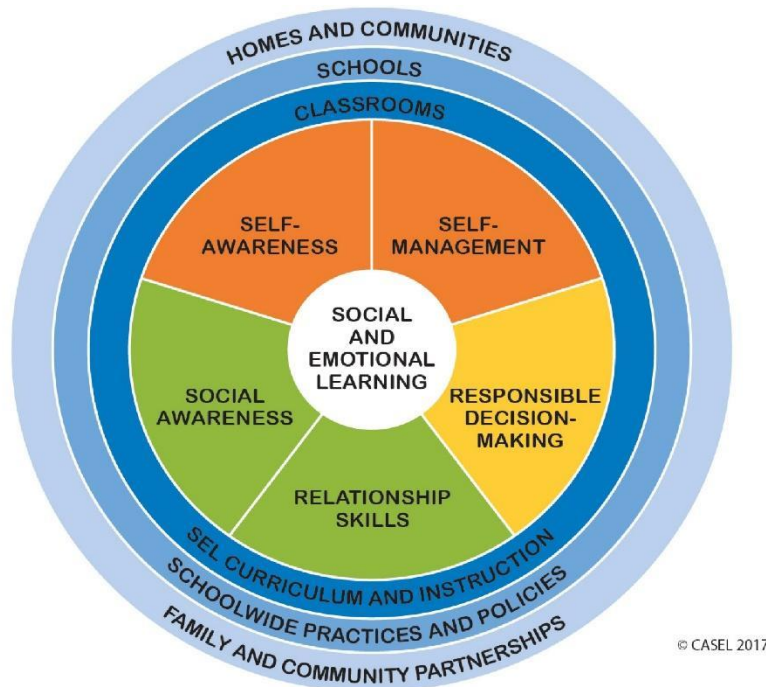 HOMES AND COMMUNITIES
SCHOOLS
CLASSROOMS
SELF-
AWARENESS
SELF-
MANAGEMENT
SOCIAL
AND
EMOTIONAL
LEARNING
SOCIAL
AWARENESS
RESPONSIBLE
DECISION-
MAKING
RELATIONSHIP
SKILLS
SEL CURRICULUM AND INSTRUCTION
SCHOOLWIDE PRACTICES AND POLICIES
FAMILY AND COMMUNITY PARTNERSHIPS
© CASEL 2017